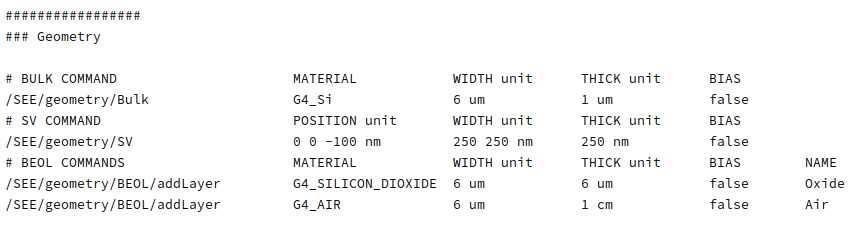 #################
### Geometry
# BULK COMMAND MATERIAL WIDTH unit THICK unit BIAS
/SEE/geometry/Bulk G4_Si 6 um 1 um false
# SV COMMAND POSITION unit WIDTH unit THICK unit BIAS
/SEE/geometry/SV 0 0 -100 nm 250 250 nm 250 nm false
# BEOL COMMANDS MATERIAL WIDTH unit THICK unit BIAS NAME
/SEE/geometry/BEOL/addLayer G4_SILICON_DIOXIDE 6 um 6 um false Oxide
/SEE/geometry/BEOL/addLayer G4_AIR 6 um 1 cm false Air